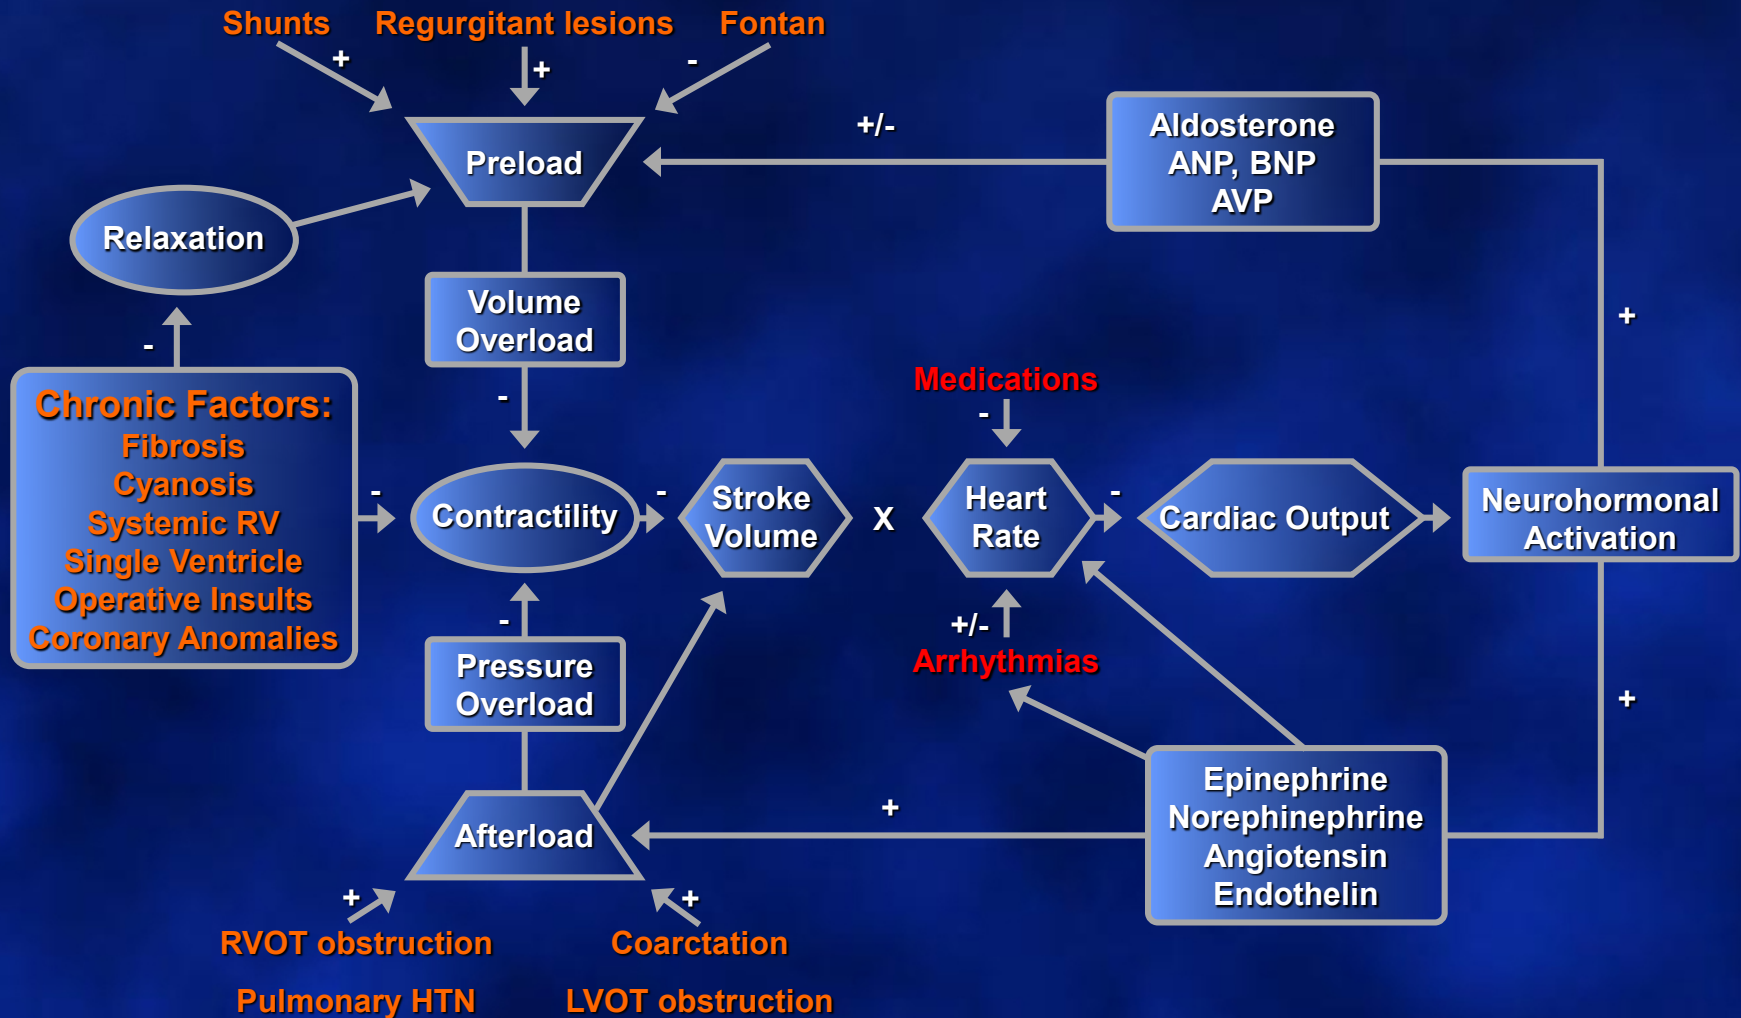 Shunts Regurgitant lesions Fontan
+ + -
Preload
+/-
Aldosterone
ANP, BNP
AVP
Relaxation
Volume
Overload
+
-
-
Medications
-
Chronic Factors:
Fibrosis
Cyanosis
Systemic RV
Single Ventricle
Operative Insults
Coronary Anomalies
-
Contractility
-
Stroke
Volume
X
Heart
Rate
-
Cardiac Output
Neurohormonal
Activation
-
Pressure
Overload
+/-
Arrhythmias
+
Afterload
+
Epinephrine
Norephinephrine
Angiotensin
Endothelin
+ +
RVOT obstruction Coarctation
Pulmonary HTN LVOT obstruction